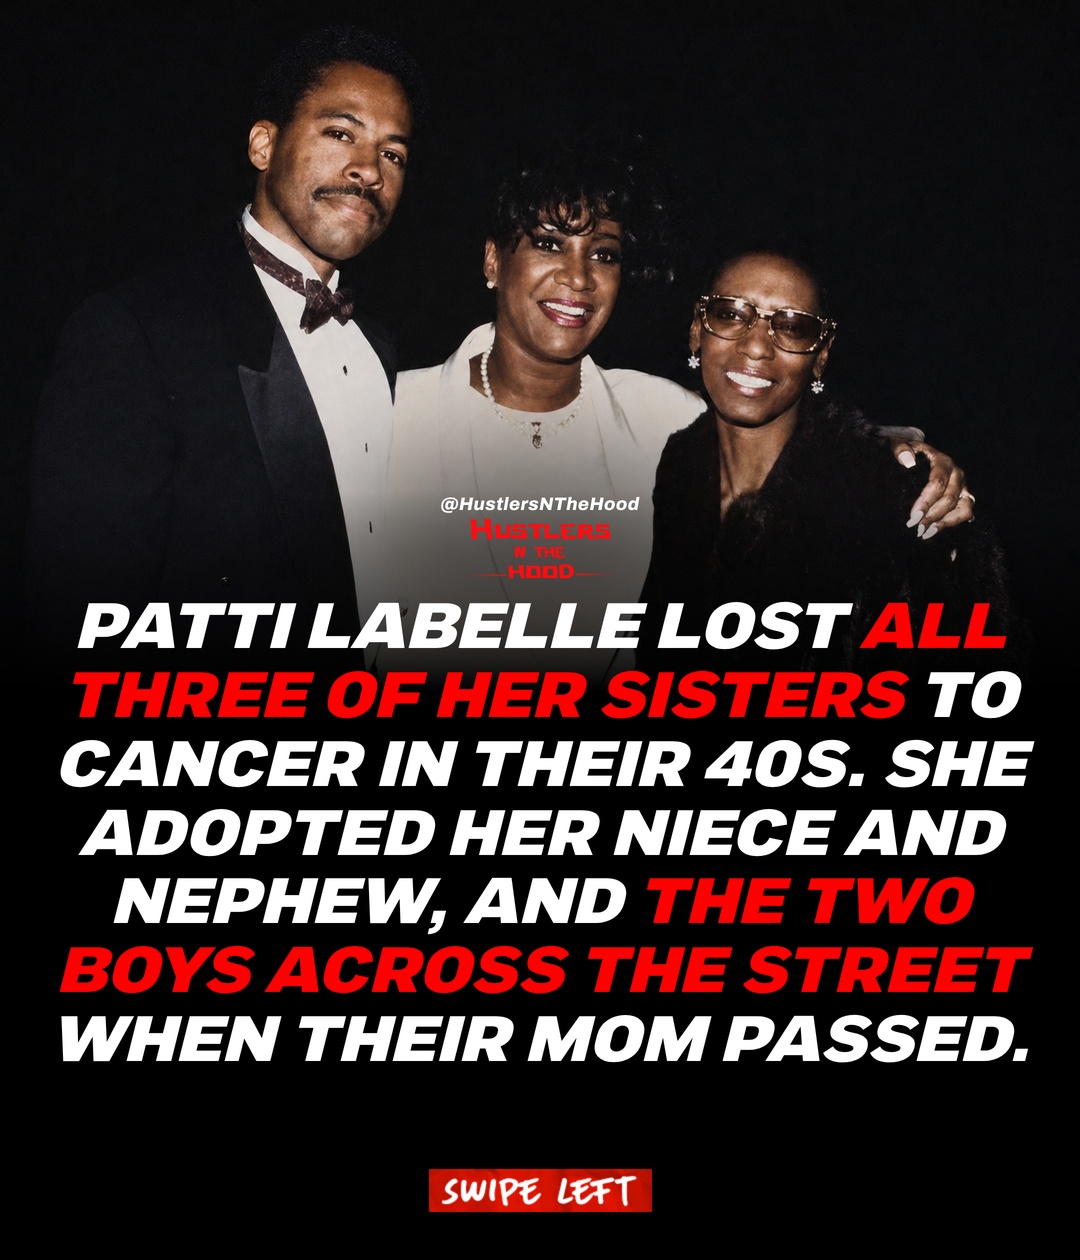 @HustlersNTheHood
HUSTLERS
N THE
HOOD
PATTI LABELLE LOST ALL
THREE OF HER SISTERS TO
CANCER IN THEIR 40S. SHE
ADOPTED HER NIECE AND
NEPHEW, AND THE TWO
BOYS ACROSS THE STREET
WHEN THEIR MOM PASSED.
SWIPE LEFT